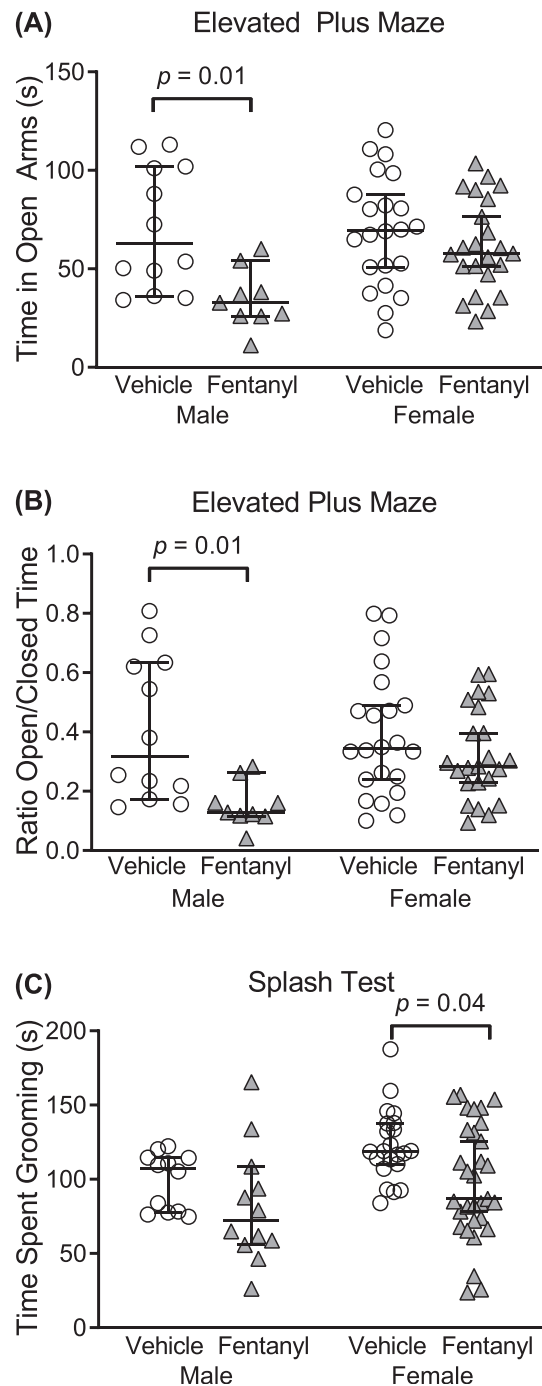 (A) Elevated Plus Maze
Time in Open Arms (s)
150
100
50
0
p = 0.01
Vehicle Fentanyl Vehicle Fentanyl
Male Female
(B) Elevated Plus Maze
Ratio Open/Closed Time
1.0
0.8
0.6
0.4
0.2
0.0
p = 0.01
Vehicle Fentanyl Vehicle Fentanyl
Male Female
(C) Splash Test
Time Spent Grooming (s)
200
150
100
50
0
p = 0.04
Vehicle Fentanyl Vehicle Fentanyl
Male Female